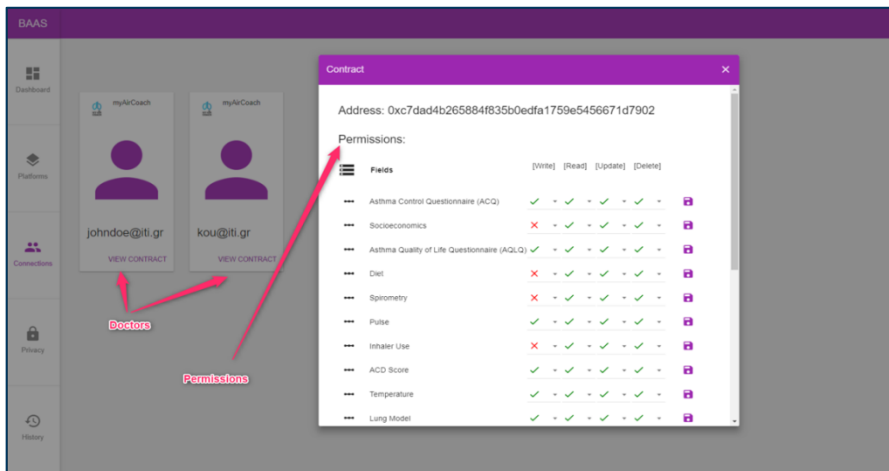 BAAS
Dashboard
Platforms
Connections
Privacy
History
myAirCoach
johndoe@iti.gr
VIEW CONTRACT
myAirCoach
kou@iti.gr
VIEW CONTRACT
Doctors
Permissions
Contract
Address: 0xc7dad4b265884f835b0edfa1759e5456671d7902
Permissions:
Fields [Write] [Read] [Update] [Delete]
Asthma Control Questionnaire (ACQ)
Socioeconomics
Asthma Quality of Life Questionnaire (AQLQ)
Diet
Spirometry
Pulse
Inhaler Use
ACD Score
Temperature
Lung Model